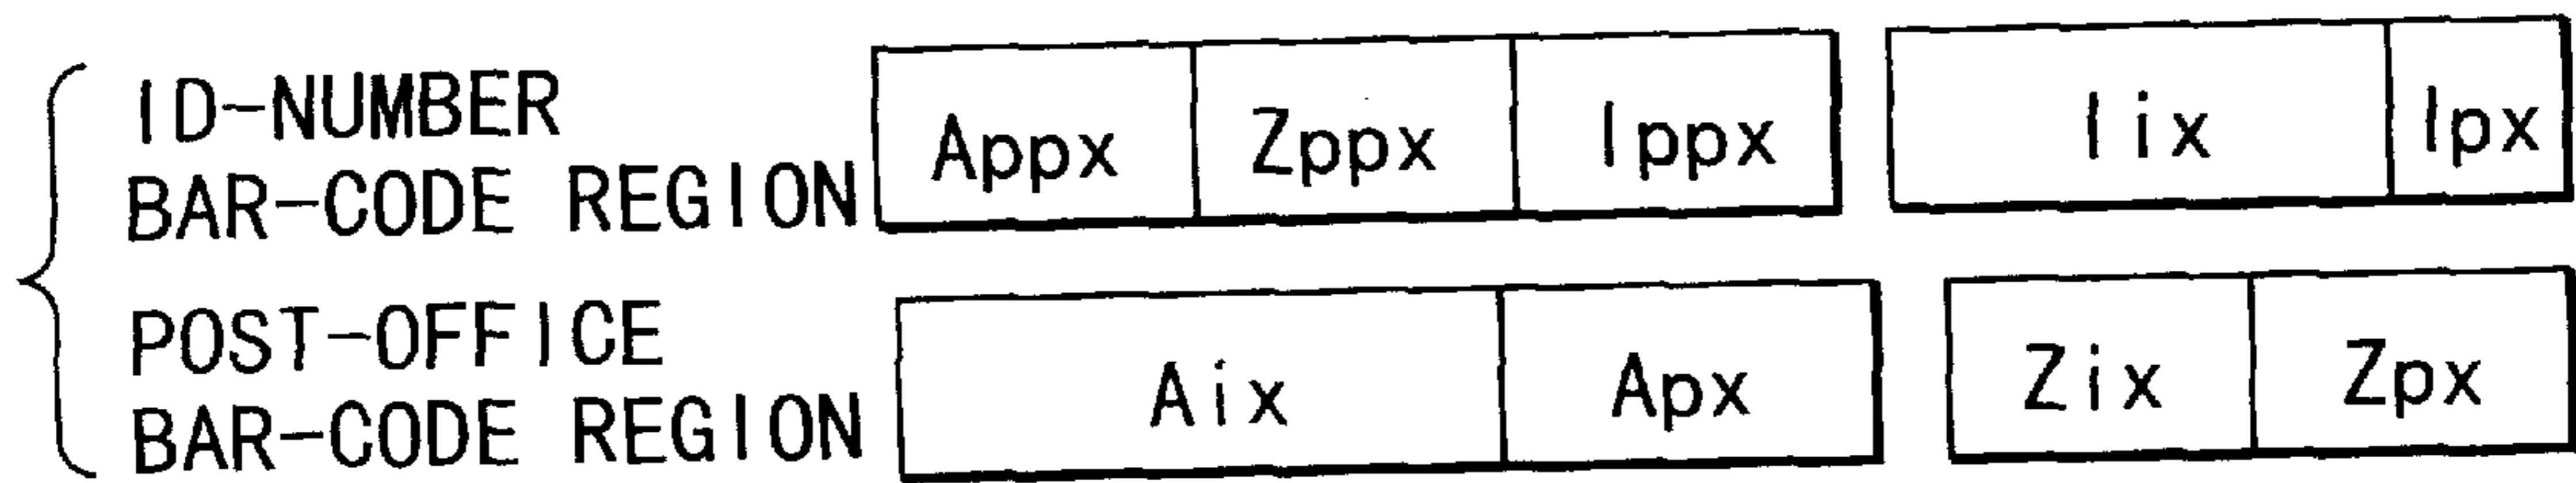 ID-NUMBER
BAR-CODE REGION Appx Zppx Ippx Iix Ipx
POST-OFFICE
BAR-CODE REGION Aix Apx Zix Zpx